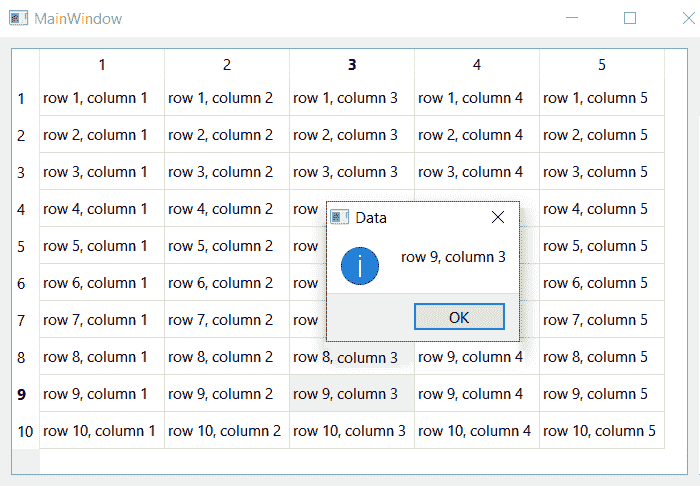 MainWindow
1 2 3 4 5
1 row 1, column 1 row 1, column 2 row 1, column 3 row 1, column 4 row 1, column 5
2 row 2, column 1 row 2, column 2 row 2, column 3 row 2, column 4 row 2, column 5
3 row 3, column 1 row 3, column 2 row 3, column 3 row 3, column 4 row 3, column 5
4 row 4, column 1 row 4, column 2 row row 4, column 5
5 row 5, column 1 row 5, column 2 row row 5, column 5
6 row 6, column 1 row 6, column 2 row row 6, column 5
7 row 7, column 1 row 7, column 2 row row 7, column 5
8 row 8, column 1 row 8, column 2 row 8, column 3 row 9, column 4 row 8, column 5
9 row 9, column 1 row 9, column 2 row 9, column 3 row 9, column 4 row 9, column 5
10 row 10, column 1 row 10, column 2 row 10, column 3 row 10, column 4 row 10, column 5
Data
row 9, column 3
OK